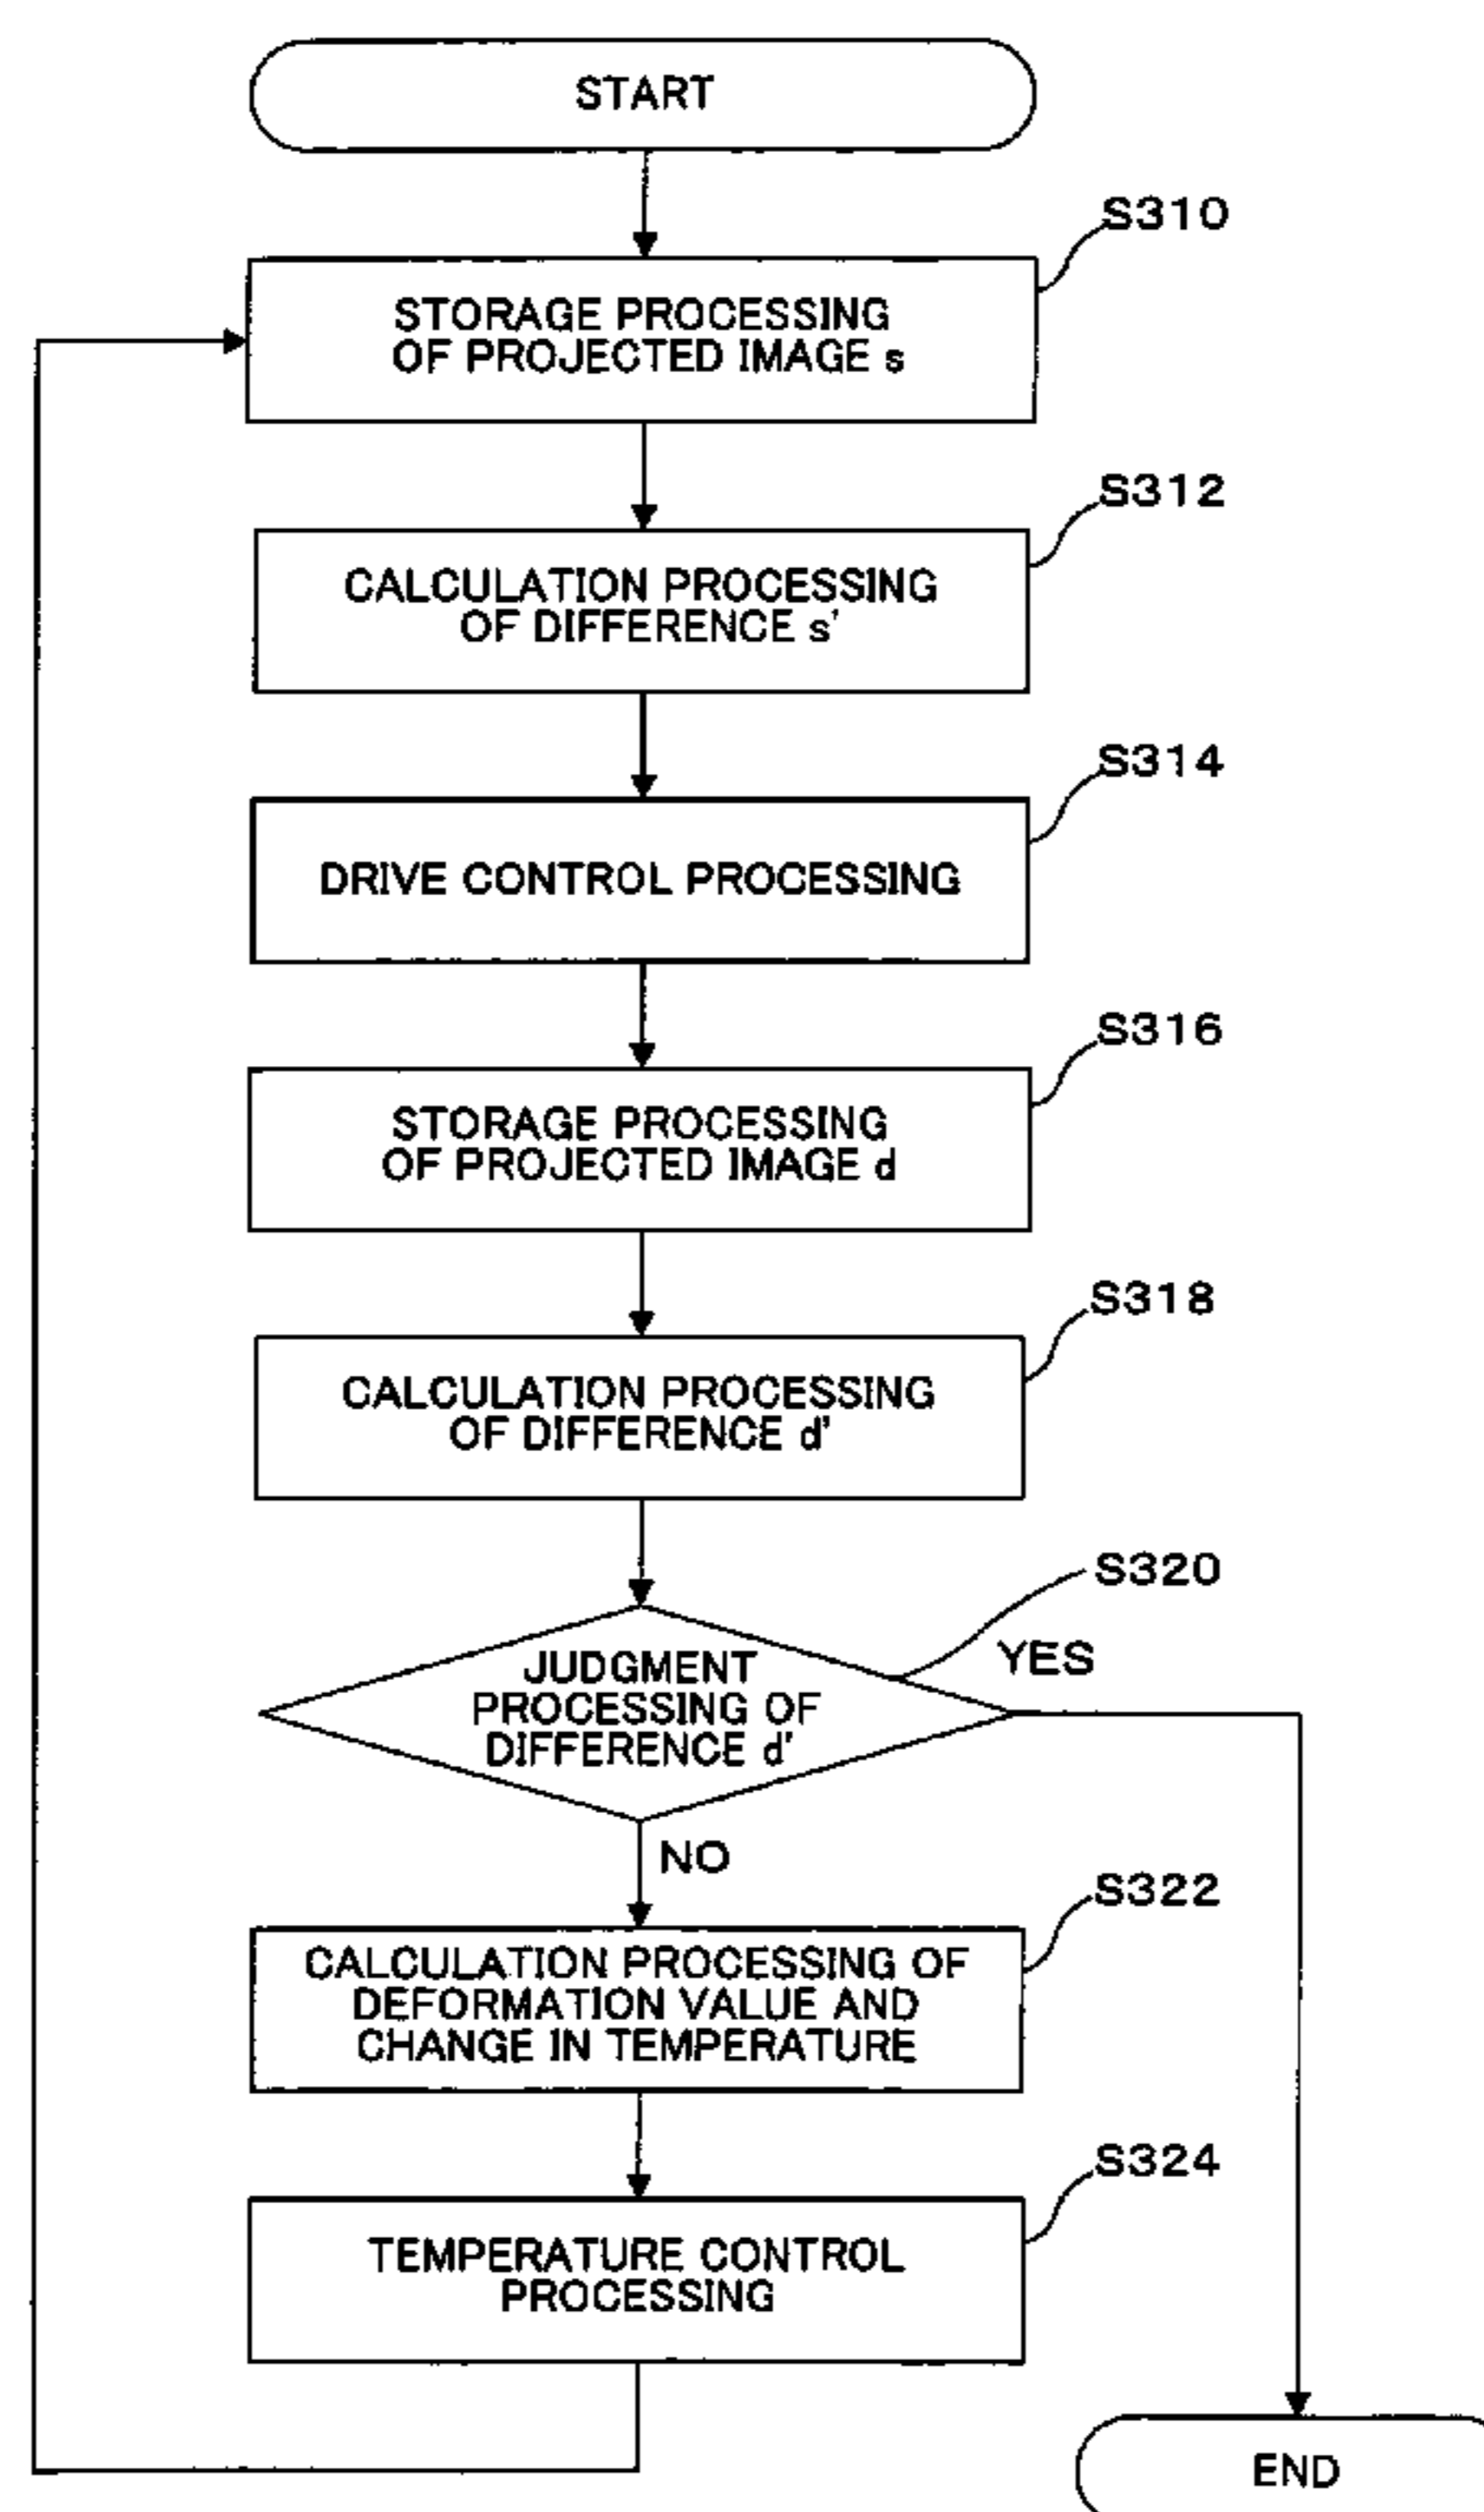 START
S310
STORAGE PROCESSING
OF PROJECTED IMAGE s
S312
CALCULATION PROCESSING
OF DIFFERENCE s'
S314
DRIVE CONTROL PROCESSING
S316
STORAGE PROCESSING
OF PROJECTED IMAGE d
S318
CALCULATION PROCESSING
OF DIFFERENCE d'
S320
YES
JUDGMENT
PROCESSING OF
DIFFERENCE d'
NO
S322
CALCULATION PROCESSING OF
DEFORMATION VALUE AND
CHANGE IN TEMPERATURE
S324
TEMPERATURE CONTROL
PROCESSING
END